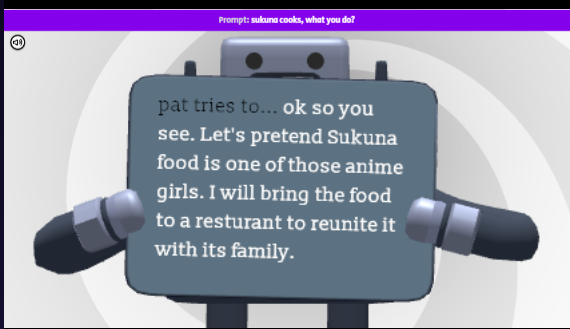 Prompt: sukuna cooks, what you do?
pat tries to... ok so you
see. Let's pretend Sukuna
food is one of those anime
girls. I will bring the food
to a resturant to reunite it
with its family.